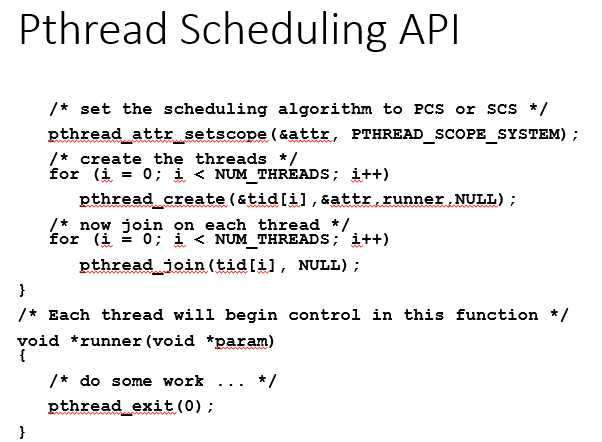 Pthread Scheduling API
/* set the scheduling algorithm to PCS or SCS */
pthread_attr_setscope(&attr, PTHREAD_SCOPE_SYSTEM);
/* create the threads */
for (i = 0; i < NUM_THREADS; i++)
pthread_create(&tid[i],&attr,runner,NULL);
/* now join on each thread */
for (i = 0; i < NUM_THREADS; i++)
pthread_join(tid[i], NULL);
}
/* Each thread will begin control in this function */
void *runner(void *param)
{
/* do some work ... */
pthread_exit(0);
}